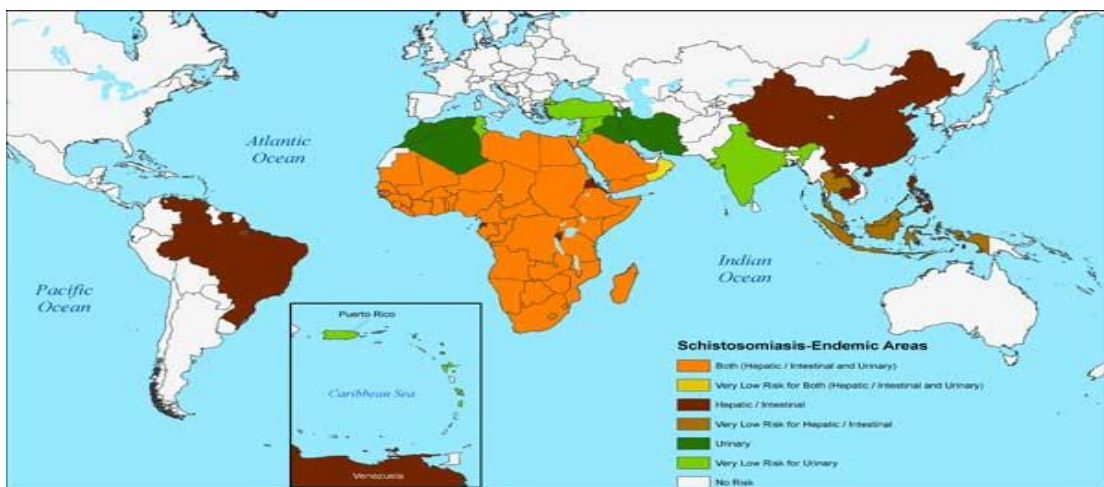 Atlantic
Ocean
Pacific
Ocean
Indian
Ocean
Puerto Rico
Caribbean Sea
Venezuela
Schistosomiasis-Endemic Areas
Both (Hepatic / Intestinal and Urinary)
Very Low Risk for Both (Hepatic / Intestinal and Urinary)
Hepatic / Intestinal
Very Low Risk for Hepatic / Intestinal
Urinary
Very Low Risk for Urinary
No Risk